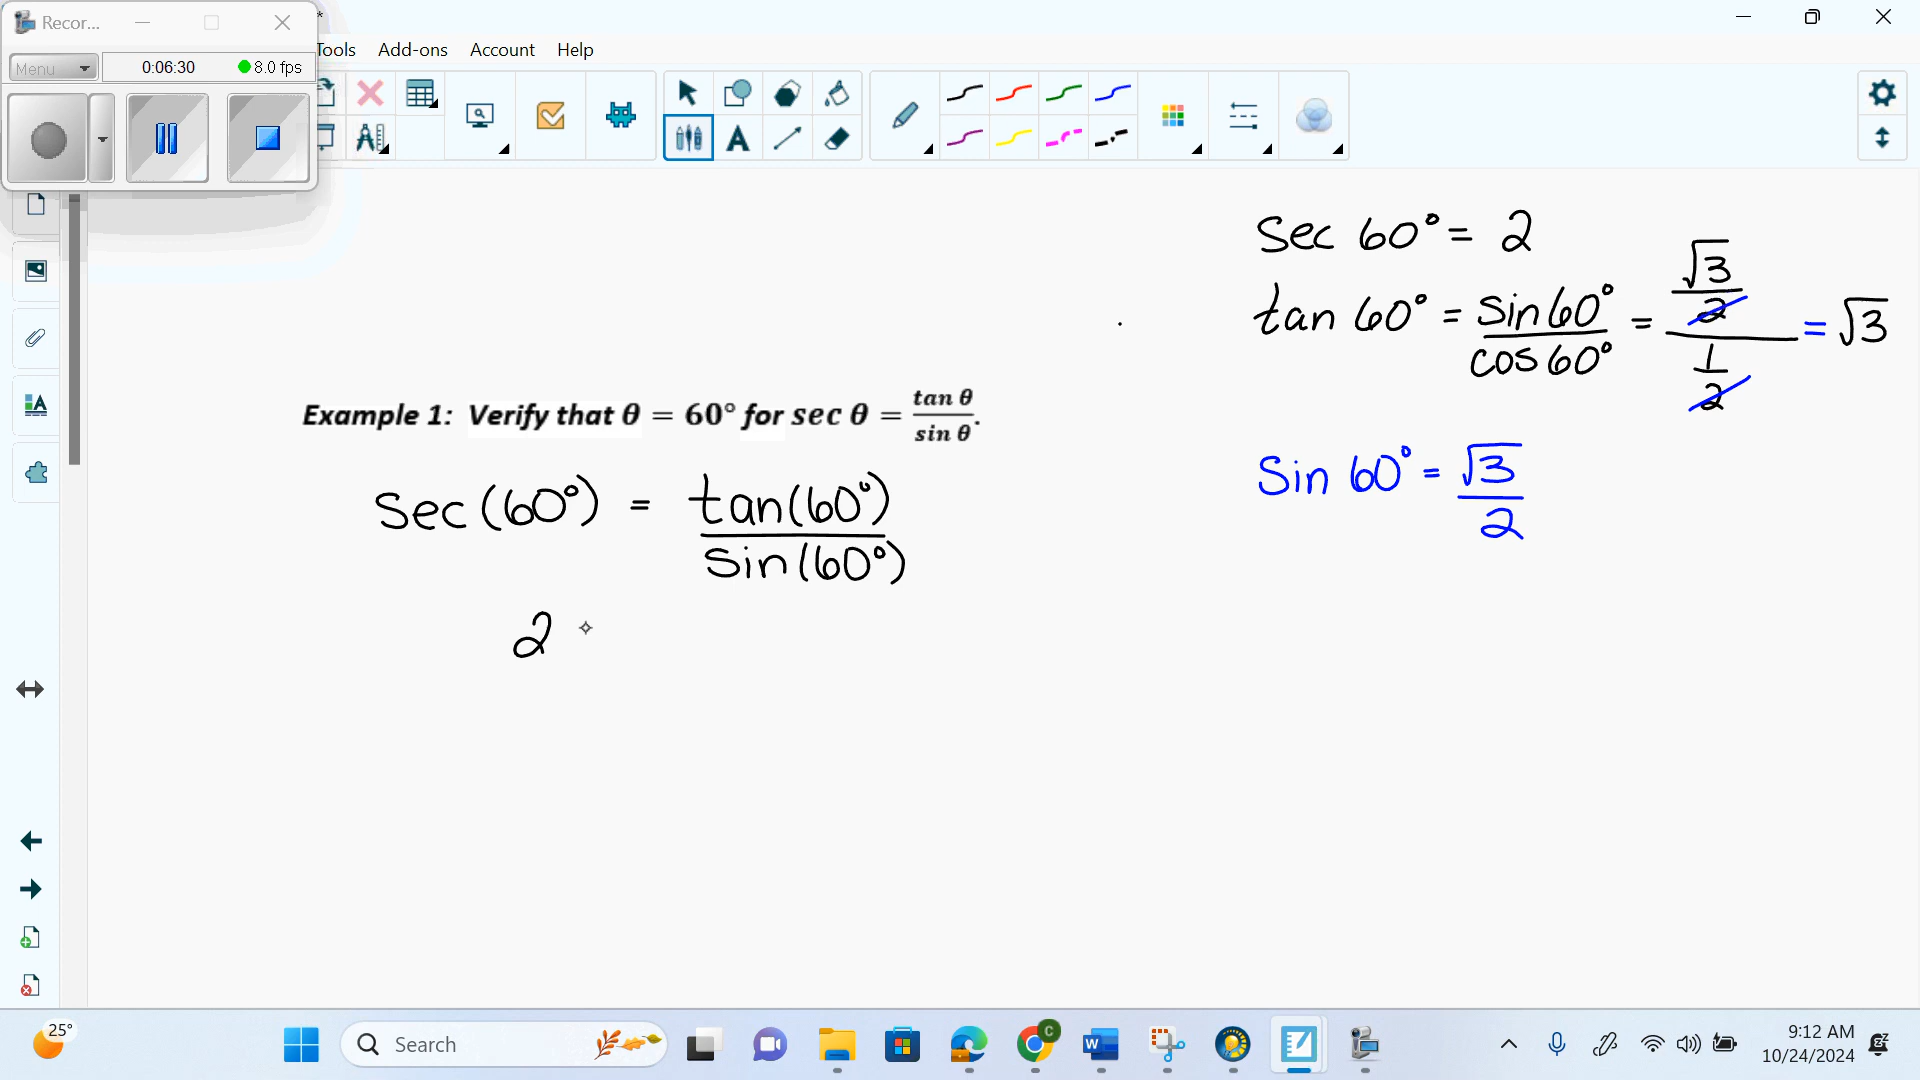 Recor...
*
Menu
0:06:30
8.0 fps
Tools Add-ons Account Help
sec 60° = 2
tan 60° = sin 60° / cos 60° = (√3/2) / (1/2) = √3
Example 1: Verify that θ = 60° for sec θ = tan θ / sin θ.
sin 60° = √3/2
sec(60°) = tan(60°) / sin(60°)
2
25°
Search
C
9:12 AM
10/24/2024